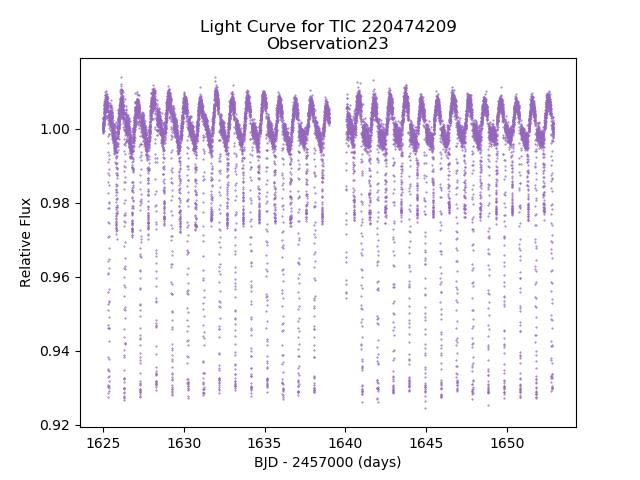 Light Curve for TIC 220474209
Observation23
1.00
0.98
0.96
0.94
0.92
Relative Flux
1625
1630
1635
1640
1645
1650
BJD - 2457000 (days)